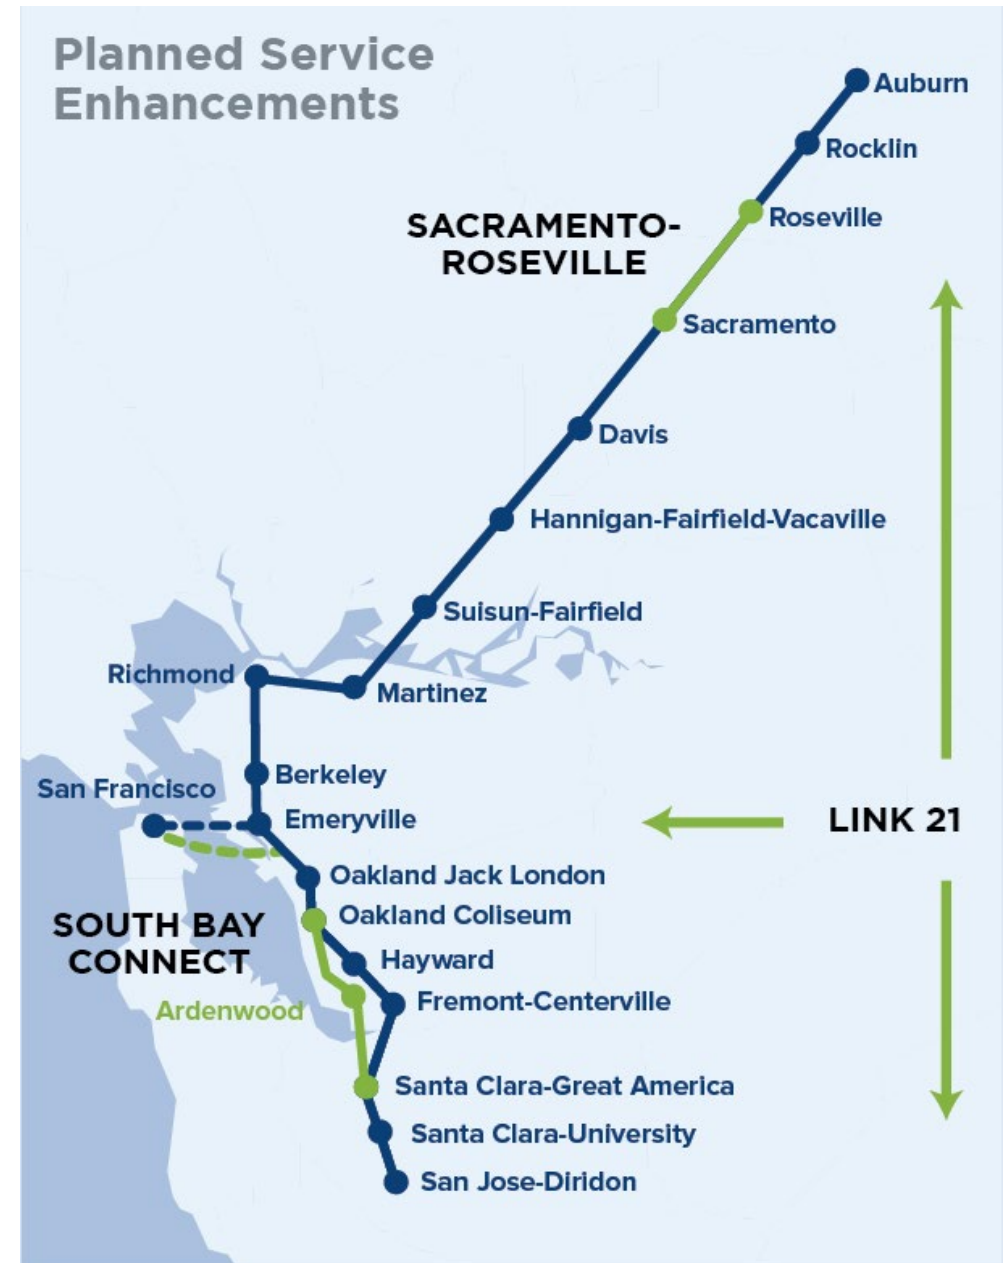 Planned Service
Enhancements
Auburn
Rocklin
Roseville
SACRAMENTO-
ROSEVILLE
Sacramento
Davis
Hannigan-Fairfield-Vacaville
Suisun-Fairfield
Richmond
Martinez
Berkeley
San Francisco
Emeryville
LINK 21
Oakland Jack London
Oakland Coliseum
SOUTH BAY
CONNECT
Hayward
Ardenwood
Fremont-Centerville
Santa Clara-Great America
Santa Clara-University
San Jose-Diridon